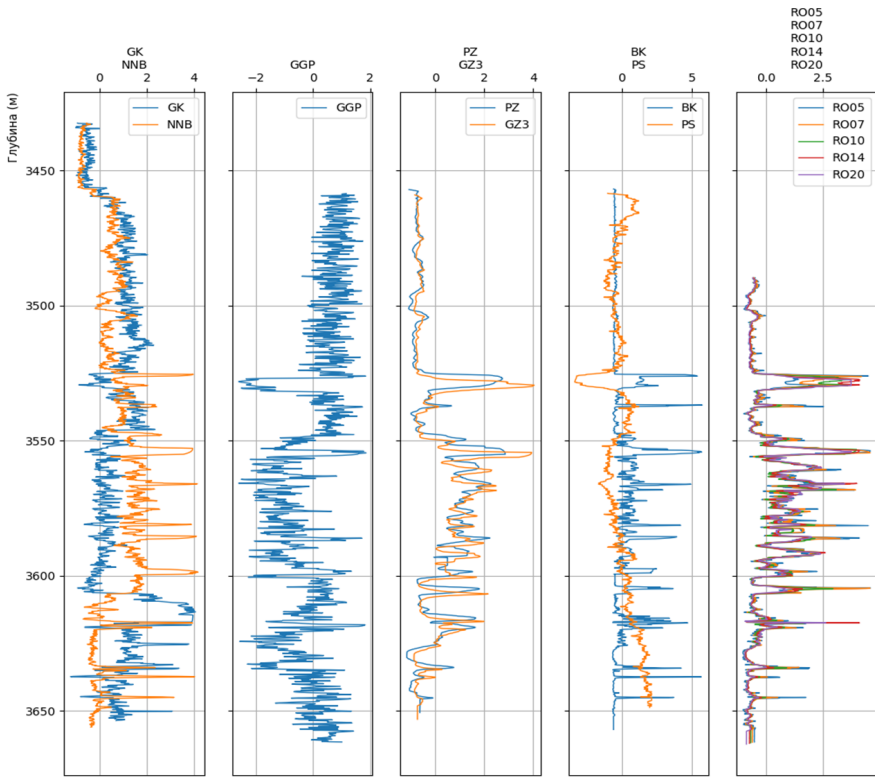 RO05
RO07
RO10
RO14
RO20
GK
NNB
GGP
PZ
GZ3
BK
PS
0 2 4
−2 0 2
0 2 4
0 5
0.0 2.5
GK
NNB
GGP
PZ
GZ3
BK
PS
RO05
RO07
RO10
RO14
RO20
Глубина (м)
3450
3500
3550
3600
3650